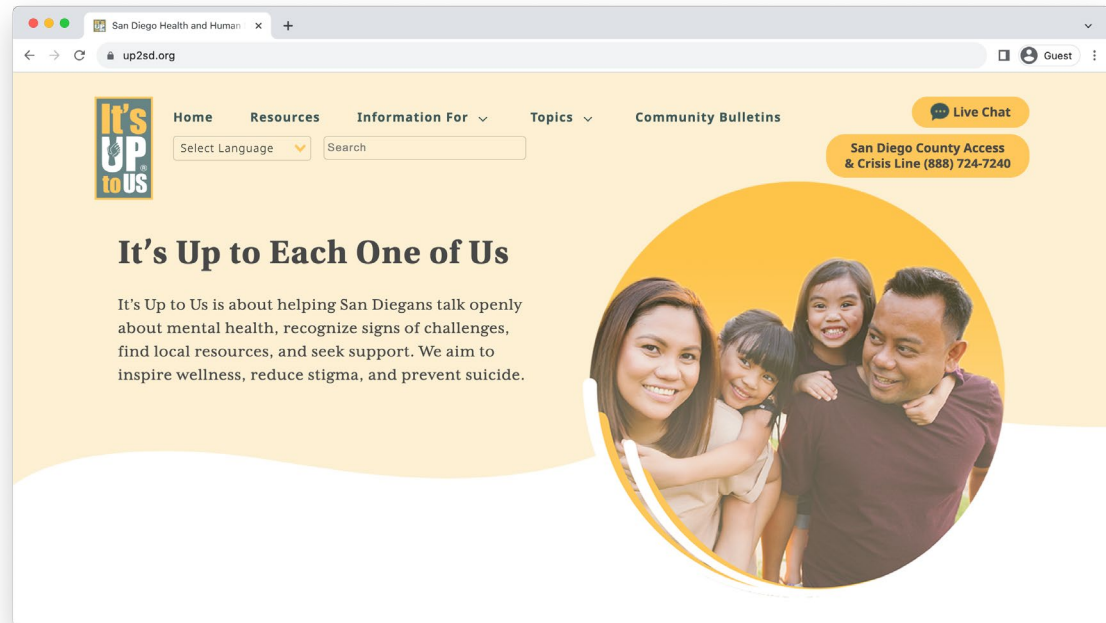 San Diego Health and Human
up2sd.org
Guest
It's
UP
to US
®
Home Resources Information For Topics Community Bulletins
Select Language Search
Live Chat
San Diego County Access
& Crisis Line (888) 724-7240
It's Up to Each One of Us
It's Up to Us is about helping San Diegans talk openly
about mental health, recognize signs of challenges,
find local resources, and seek support. We aim to
inspire wellness, reduce stigma, and prevent suicide.